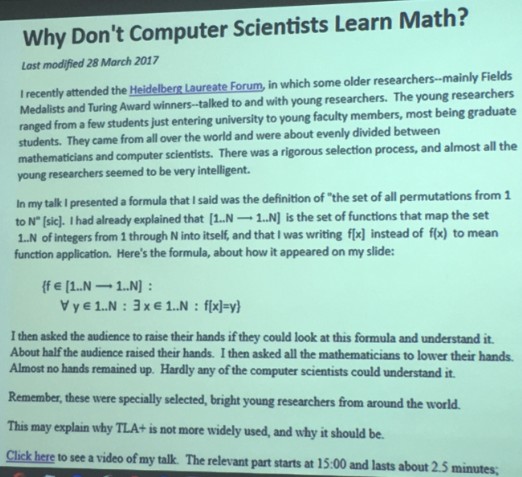 Why Don't Computer Scientists Learn Math?
Last modified 28 March 2017
I recently attended the Heidelberg Laureate Forum, in which some older researchers--mainly Fields
Medalists and Turing Award winners--talked to and with young researchers. The young researchers
ranged from a few students just entering university to young faculty members, most being graduate
students. They came from all over the world and were about evenly divided between
mathematicians and computer scientists. There was a rigorous selection process, and almost all the
young researchers seemed to be very intelligent.
In my talk I presented a formula that I said was the definition of "the set of all permutations from 1
to N" [sic]. I had already explained that [1..N ⟶ 1..N] is the set of functions that map the set
1..N of integers from 1 through N into itself, and that I was writing f[x] instead of f(x) to mean
function application. Here's the formula, about how it appeared on my slide:
{f ∈ [1..N ⟶ 1..N] :
∀ y ∈ 1..N : ∃ x ∈ 1..N : f[x]=y}
I then asked the audience to raise their hands if they could look at this formula and understand it.
About half the audience raised their hands. I then asked all the mathematicians to lower their hands.
Almost no hands remained up. Hardly any of the computer scientists could understand it.
Remember, these were specially selected, bright young researchers from around the world.
This may explain why TLA+ is not more widely used, and why it should be.
Click here to see a video of my talk. The relevant part starts at 15:00 and lasts about 2.5 minutes;